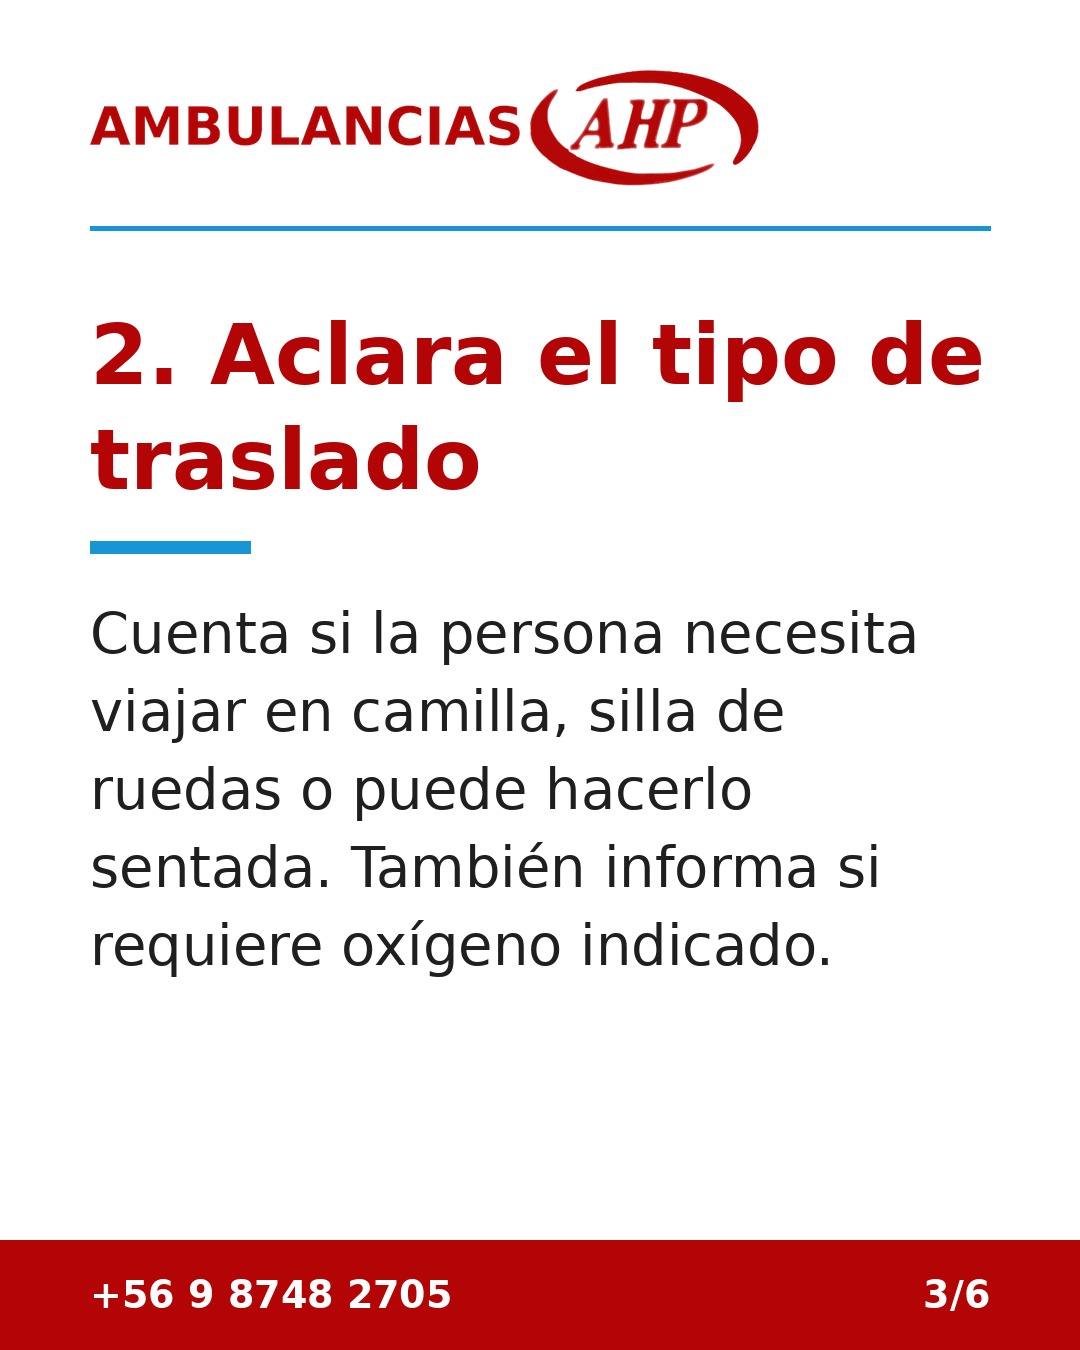 AMBULANCIAS AHP
2. Aclara el tipo de
traslado
Cuenta si la persona necesita
viajar en camilla, silla de
ruedas o puede hacerlo
sentada. También informa si
requiere oxígeno indicado.
+56 9 8748 2705
3/6